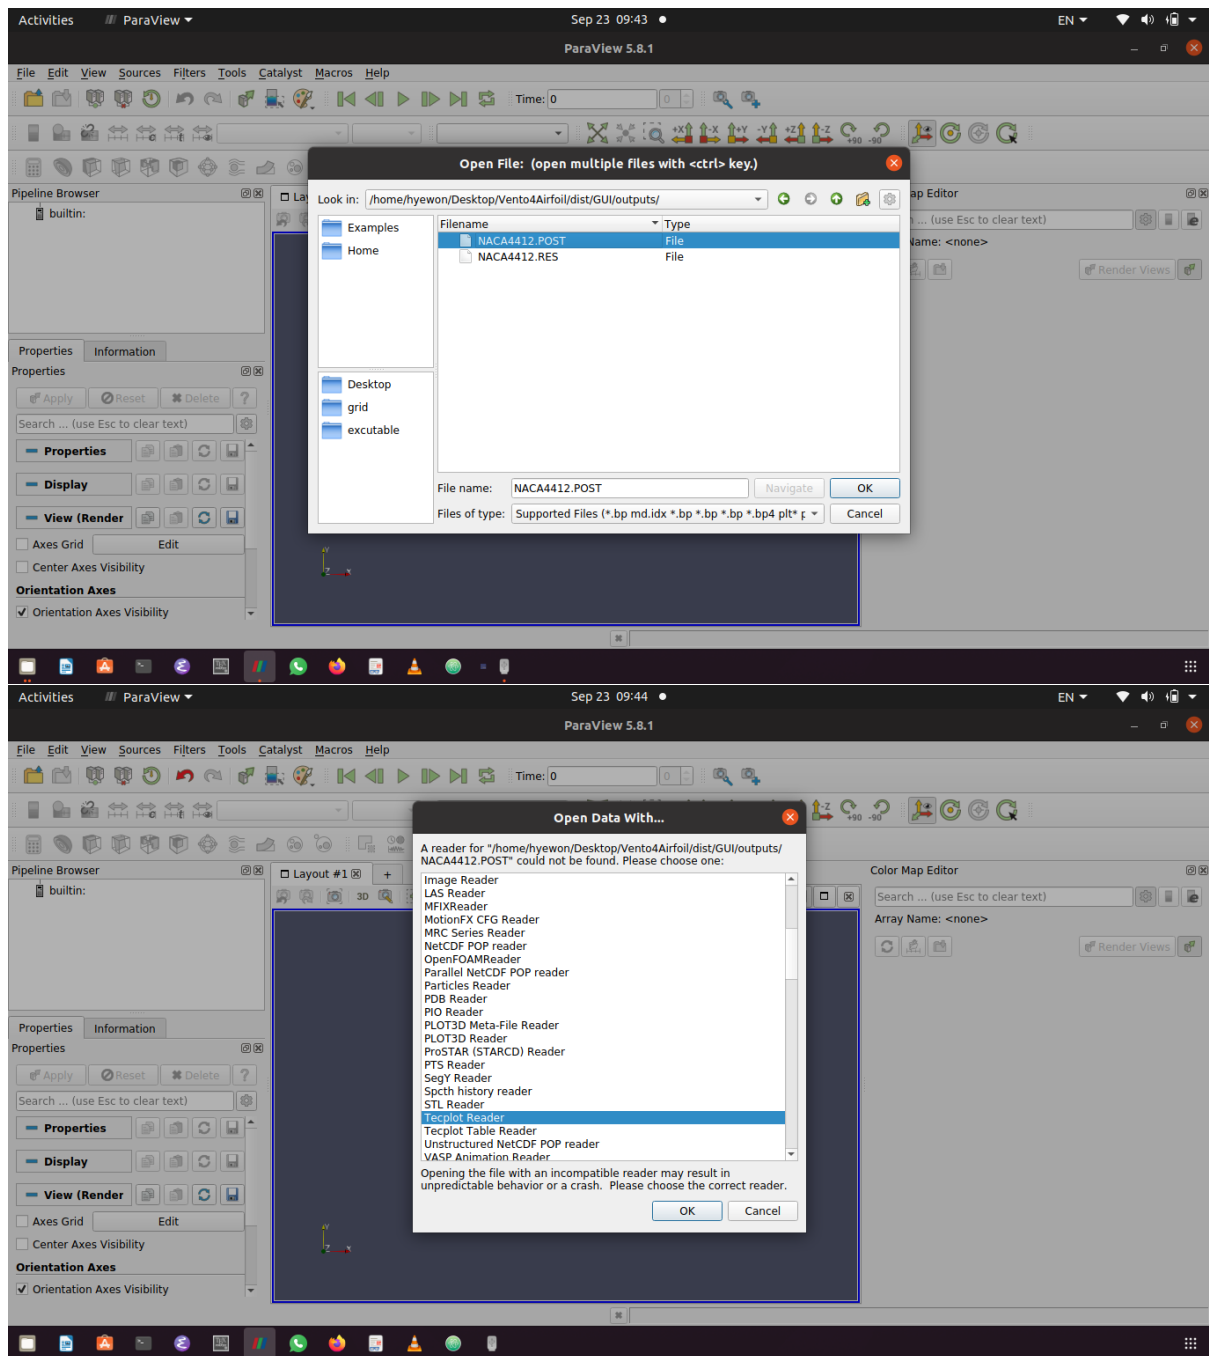 Activities ParaView Sep 23 09:43 EN
ParaView 5.8.1
File Edit View Sources Filters Tools Catalyst Macros Help
Time: 0 0
+X -X +Y -Y +Z -Z +90 -90
Open File: (open multiple files with <ctrl> key.)
Pipeline Browser
builtin:
Look in: /home/hyewon/Desktop/Vento4Airfoil/dist/GUI/outputs/
Examples
Home
Filename Type
NACA4412.POST File
NACA4412.RES File
Desktop
grid
excutable
File name: NACA4412.POST Navigate OK
Files of type: Supported Files (*.bp md.idx *.bp *.bp *.bp *.bp4 plt* Cancel
ap Editor
... (use Esc to clear text)
Name: <none>
Render Views
Properties Information
Properties
Apply Reset Delete ?
Search ... (use Esc to clear text)
Properties
Display
View (Render
Axes Grid Edit
Center Axes Visibility
Orientation Axes
Orientation Axes Visibility
Y
Z X
Activities ParaView Sep 23 09:44 EN
ParaView 5.8.1
File Edit View Sources Filters Tools Catalyst Macros Help
Time: 0 0
-Z +90 -90
Open Data With...
A reader for "/home/hyewon/Desktop/Vento4Airfoil/dist/GUI/outputs/
NACA4412.POST" could not be found. Please choose one:
Image Reader
LAS Reader
MFIXReader
MotionFX CFG Reader
MRC Series Reader
NetCDF POP reader
OpenFOAMReader
Parallel NetCDF POP reader
Particles Reader
PDB Reader
PIO Reader
PLOT3D Meta-File Reader
PLOT3D Reader
ProSTAR (STARCD) Reader
PTS Reader
SegY Reader
Spcth history reader
STL Reader
Tecplot Reader
Tecplot Table Reader
Unstructured NetCDF POP reader
VASP Animation Reader
Opening the file with an incompatible reader may result in
unpredictable behavior or a crash. Please choose the correct reader.
OK Cancel
Pipeline Browser
builtin:
Layout #1 +
3D
Color Map Editor
Search ... (use Esc to clear text)
Array Name: <none>
Render Views
Properties Information
Properties
Apply Reset Delete ?
Search ... (use Esc to clear text)
Properties
Display
View (Render
Axes Grid Edit
Center Axes Visibility
Orientation Axes
Orientation Axes Visibility
Y
Z X